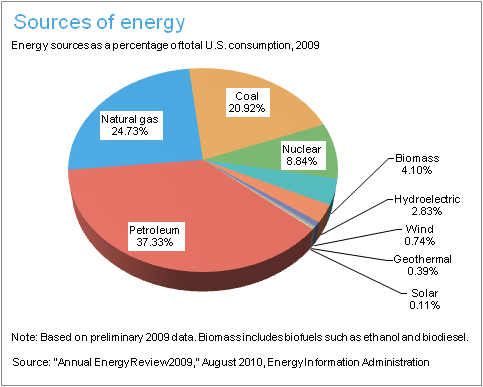 Sources of energy
Energy sources as a percentage of total U.S. consumption, 2009
Coal
20.92%
Natural gas
24.73%
Nuclear
8.84%
Biomass
4.10%
Hydroelectric
2.83%
Wind
0.74%
Geothermal
0.39%
Petroleum
37.33%
Solar
0.11%
Note: Based on preliminary 2009 data. Biomass includes biofuels such as ethanol and biodiesel.
Source: "Annual Energy Review 2009," August 2010, Energy Information Administration